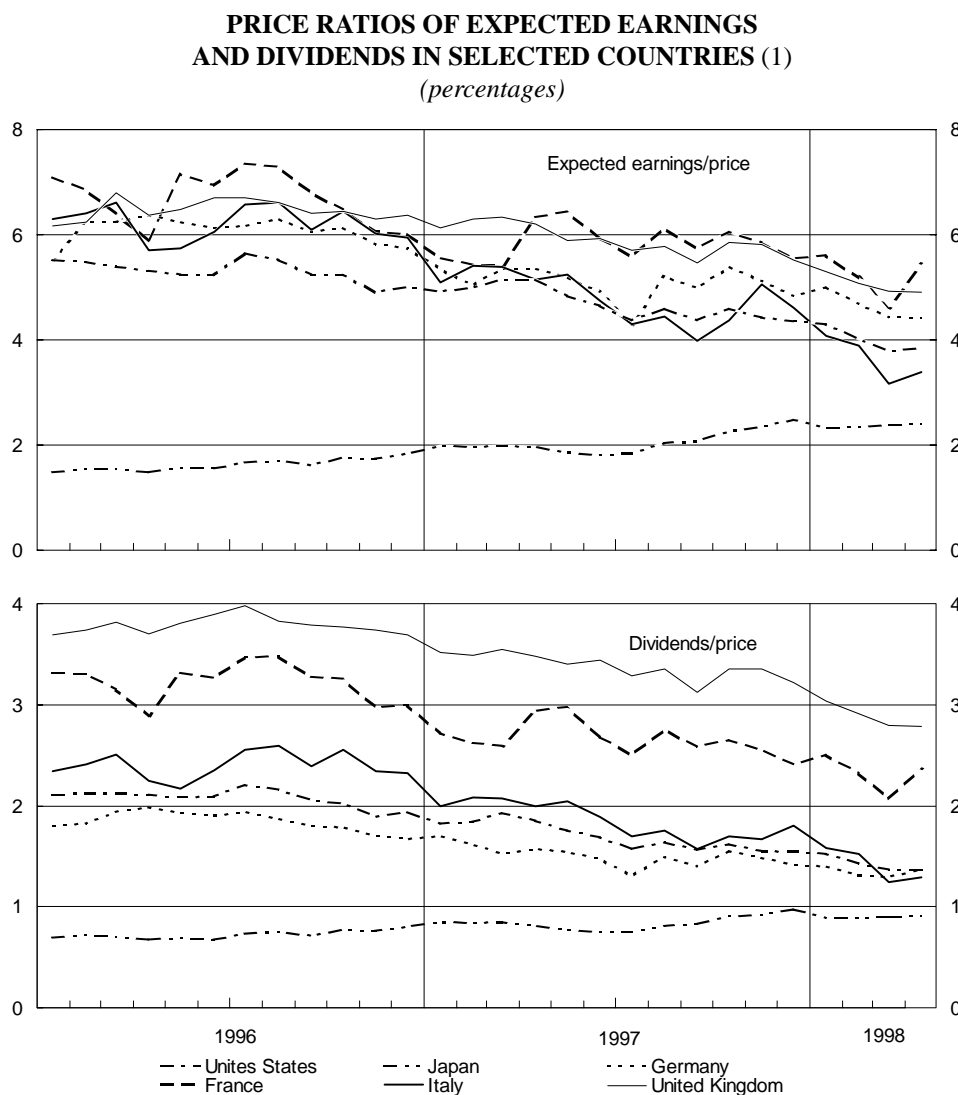 PRICE RATIOS OF EXPECTED EARNINGS
AND DIVIDENDS IN SELECTED COUNTRIES (1)
(percentages)
8 8
Expected earnings/price
6 6
4 4
2 2
0 0
4 4
Dividends/price
3 3
2 2
1 1
0 0
1996 1997 1998
Unites States Japan Germany
France Italy United Kingdom